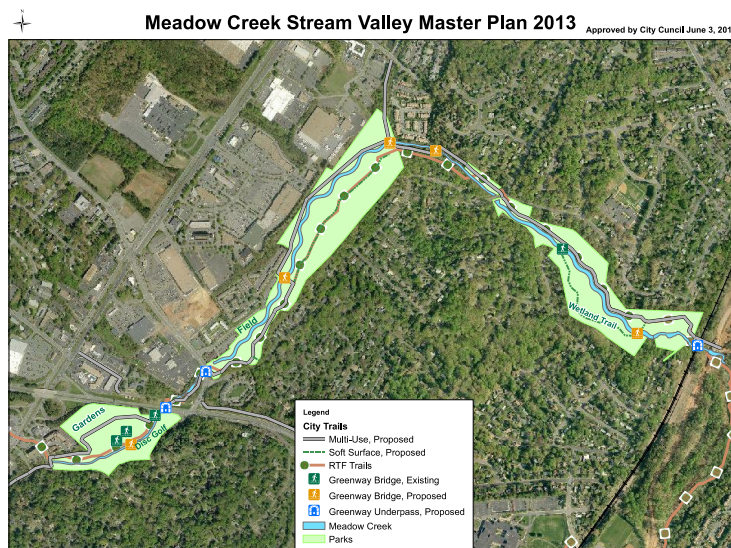 N
Meadow Creek Stream Valley Master Plan 2013
Approved by City Cuncil June 3, 201
Wetland Trail
Field
Gardens
Disc Golf
Legend
City Trails
Multi-Use, Proposed
Soft Surface, Proposed
RTF Trails
Greenway Bridge, Existing
Greenway Bridge, Proposed
Greenway Underpass, Proposed
Meadow Creek
Parks